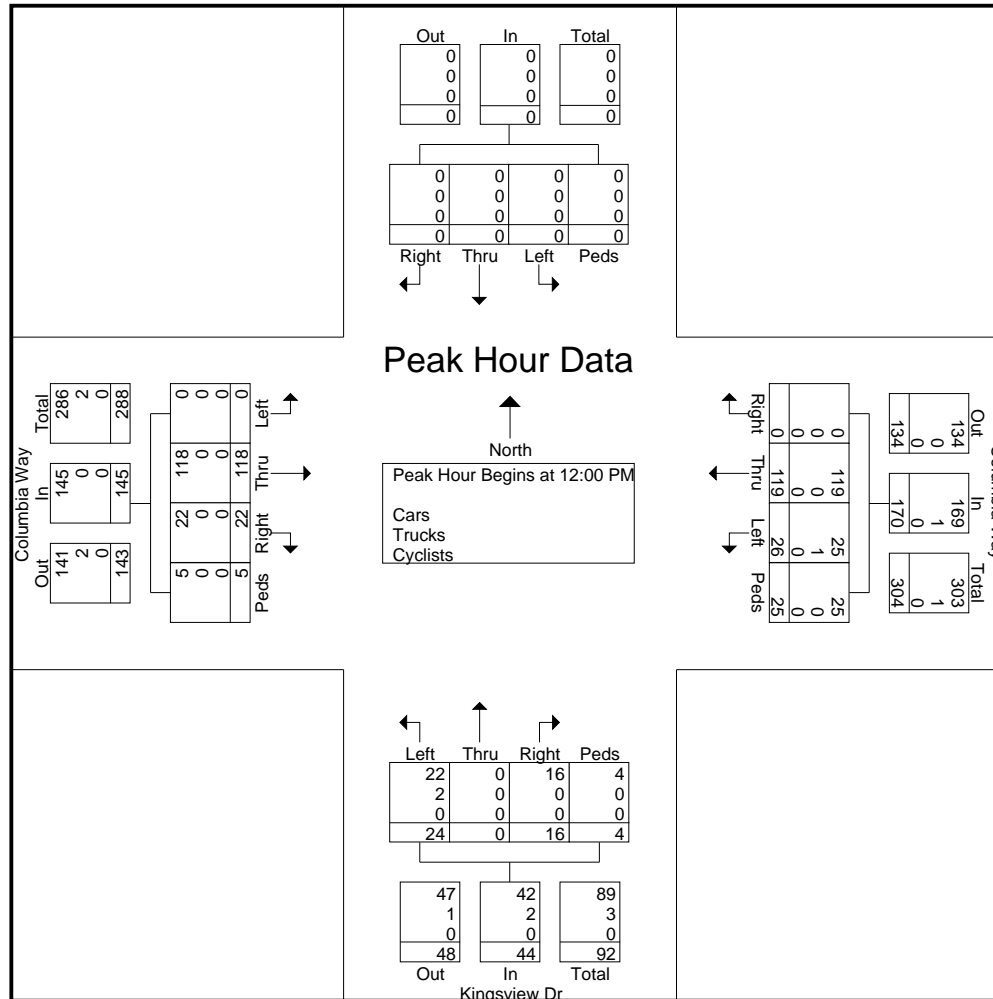 Out In Total
0 0 0
0 0 0
0 0 0
0 0 0
0 0 0 0
0 0 0 0
0 0 0 0
0 0 0 0
Right Thru Left Peds
Peak Hour Data
North
Peak Hour Begins at 12:00 PM
Cars
Trucks
Cyclists
Columbia Way
Out In Total
141 145 286
2 0 2
0 0 0
143 145 288
Peds Right Thru Left
5 22 118 0
0 0 0 0
0 0 0 0
5 22 118 0
Right Thru Left Peds
0 119 25 25
0 0 1 0
0 0 0 0
0 119 26 25
Out In Total
134 169 303
0 1 1
0 0 0
134 170 304
Left Thru Right Peds
22 0 16 4
2 0 0 0
0 0 0 0
24 0 16 4
47 42 89
1 2 3
0 0 0
48 44 92
Out In Total
Kingsview Dr